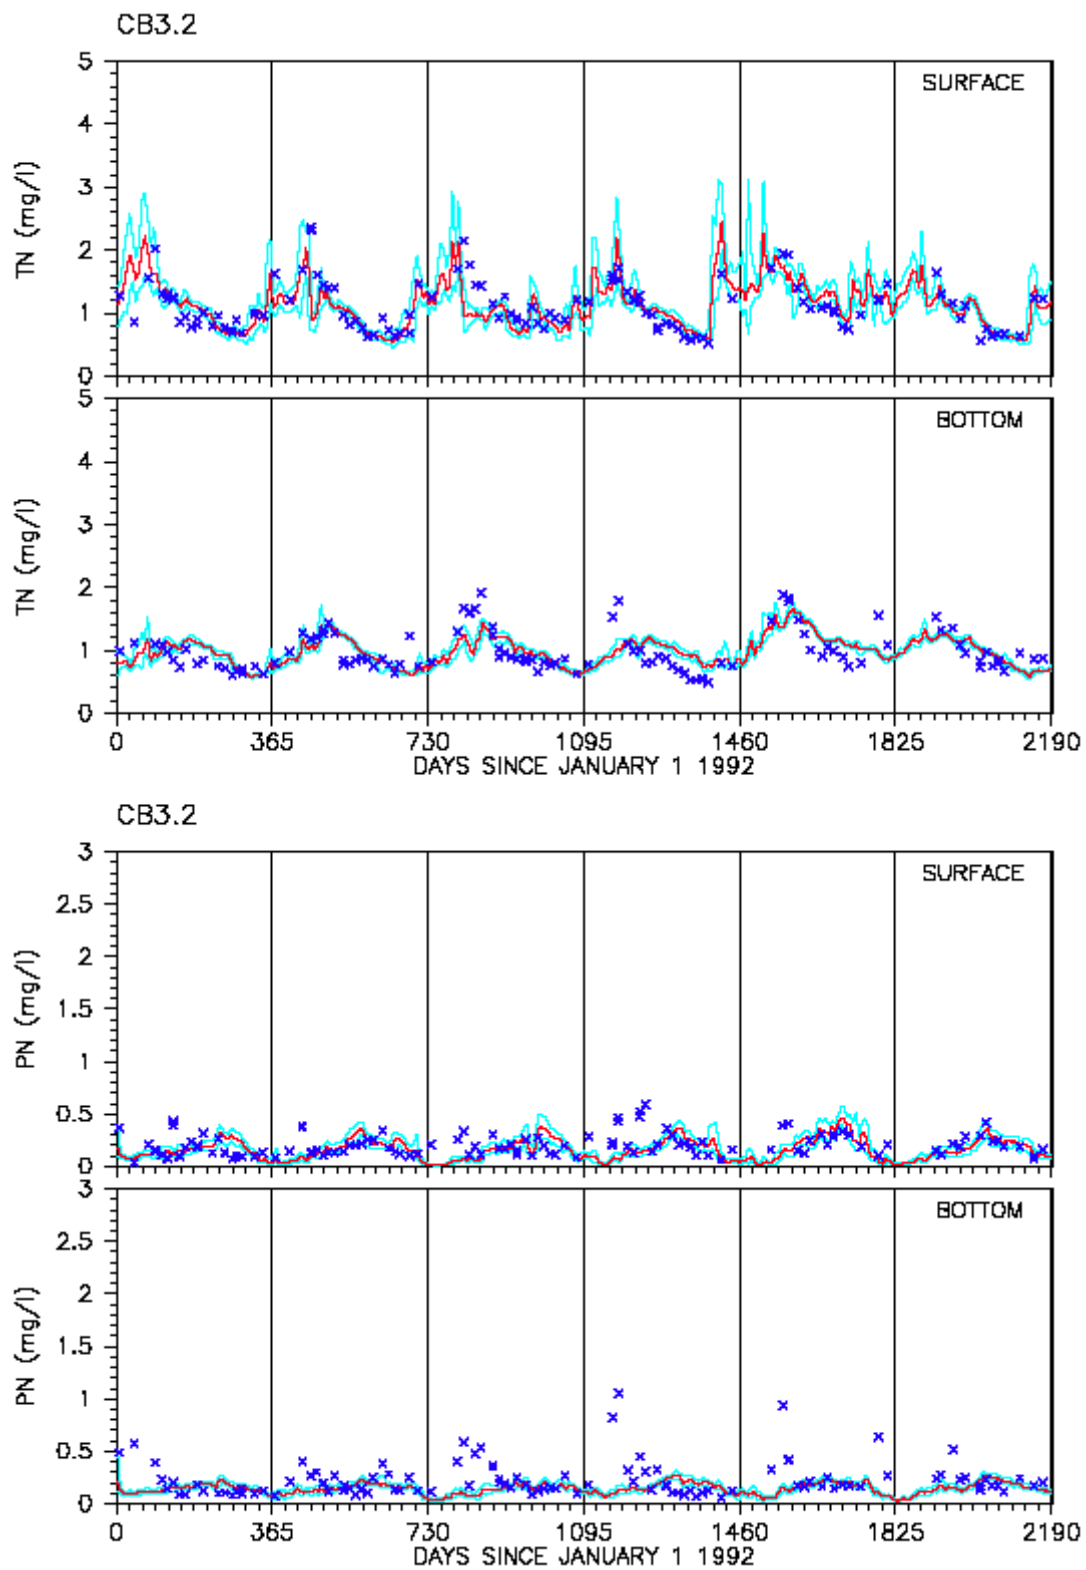 CB3.2
5
SURFACE
4
3
2
1
0
TN (mg/l)
5
BOTTOM
4
3
2
1
0
TN (mg/l)
0 365 730 1095 1460 1825 2190
DAYS SINCE JANUARY 1 1992
CB3.2
3
SURFACE
2.5
2
1.5
1
0.5
0
PN (mg/l)
3
BOTTOM
2.5
2
1.5
1
0.5
0
PN (mg/l)
0 365 730 1095 1460 1825 2190
DAYS SINCE JANUARY 1 1992